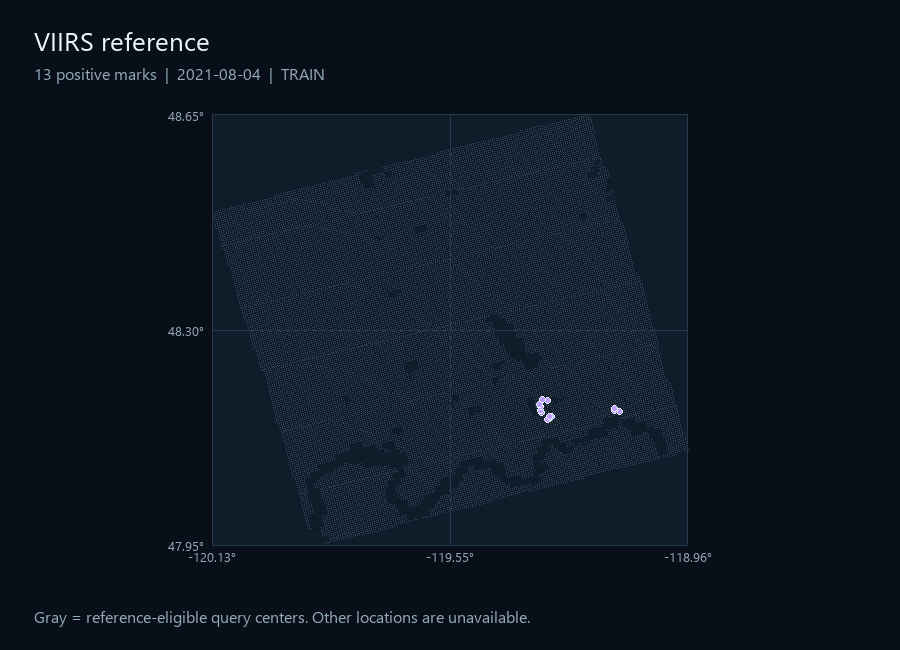 VIIRS reference
13 positive marks | 2021-08-04 | TRAIN
48.65°
48.30°
47.95°
-120.13°
-119.55°
-118.96°
Gray = reference-eligible query centers. Other locations are unavailable.